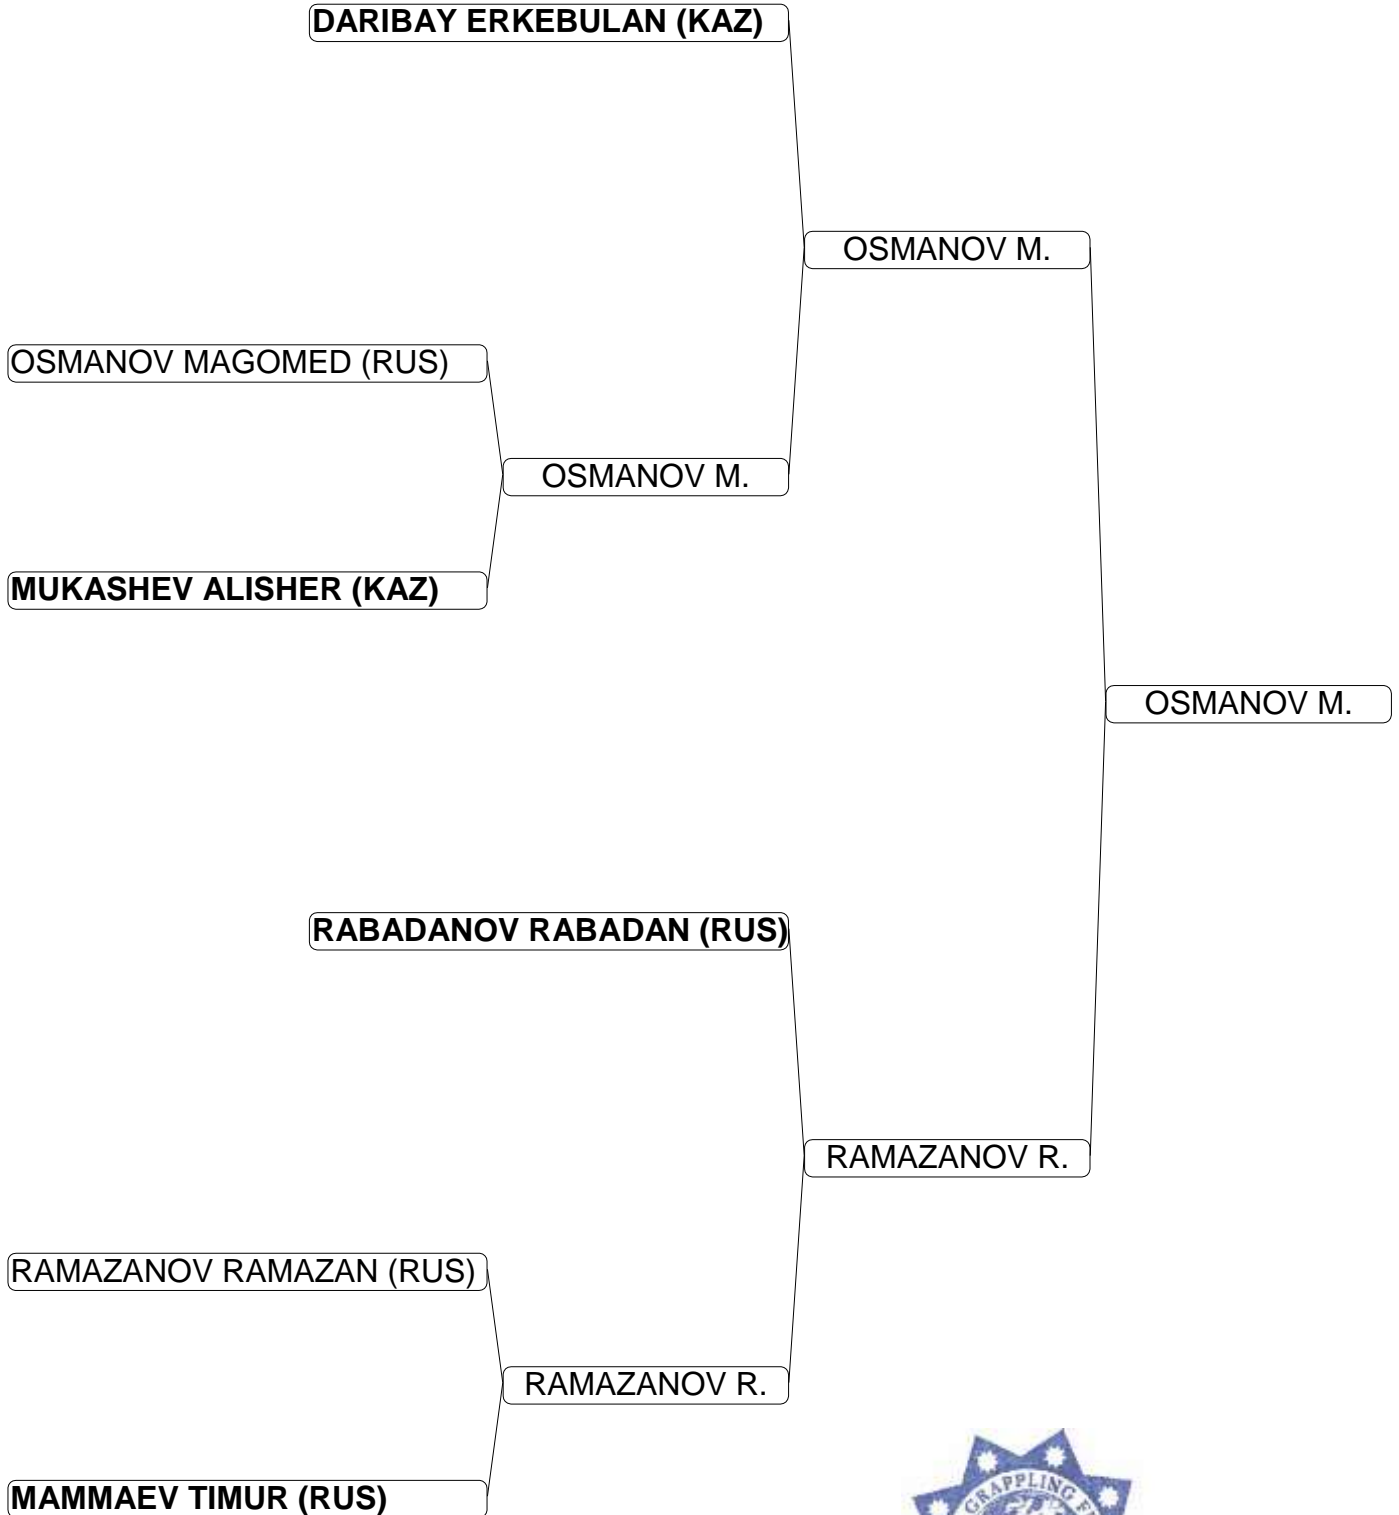 DARIBAY ERKEBULAN (KAZ)
OSMANOV M.
OSMANOV MAGOMED (RUS)
OSMANOV M.
MUKASHEV ALISHER (KAZ)
OSMANOV M.
RABADANOV RABADAN (RUS)
RAMAZANOV R.
RAMAZANOV RAMAZAN (RUS)
RAMAZANOV R.
GRAPPLING
MAMMAEV TIMUR (RUS)